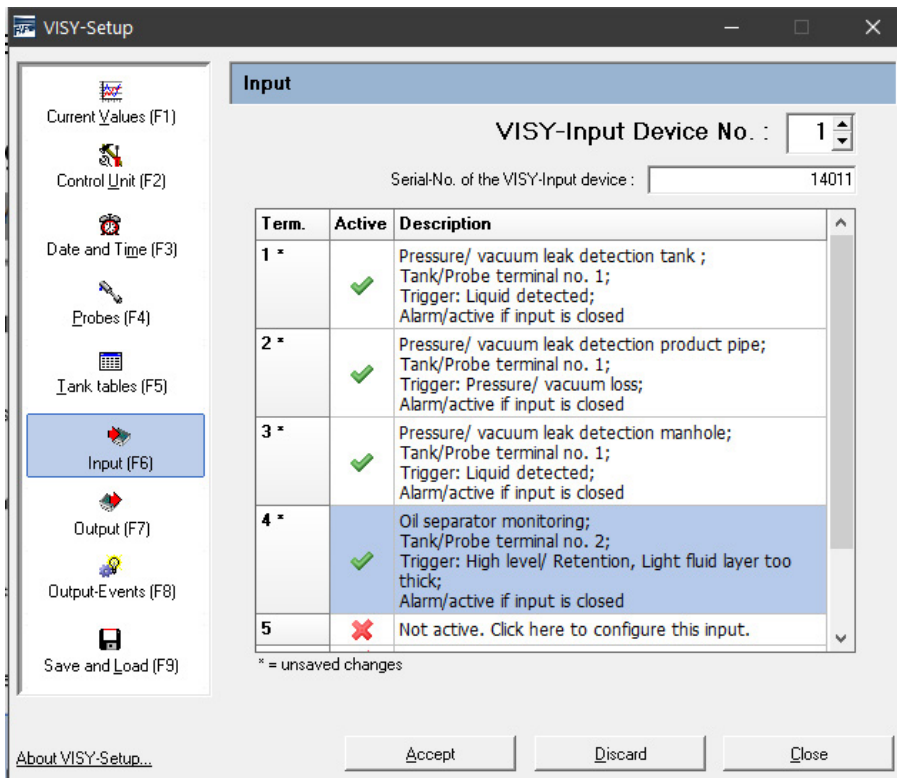 VISY-Setup
Current Values (F1)
Control Unit (F2)
Date and Time (F3)
Probes (F4)
Tank tables (F5)
Input (F6)
Output (F7)
Output-Events (F8)
Save and Load (F9)
About VISY-Setup...
Input
VISY-Input Device No. : 1
Serial-No. of the VISY-Input device : 14011
Term. Active Description
1 *
Pressure/ vacuum leak detection tank ;
Tank/Probe terminal no. 1;
Trigger: Liquid detected;
Alarm/active if input is closed
2 *
Pressure/ vacuum leak detection product pipe;
Tank/Probe terminal no. 1;
Trigger: Pressure/ vacuum loss;
Alarm/active if input is closed
3 *
Pressure/ vacuum leak detection manhole;
Tank/Probe terminal no. 1;
Trigger: Liquid detected;
Alarm/active if input is closed
4 *
Oil separator monitoring;
Tank/Probe terminal no. 2;
Trigger: High level/ Retention, Light fluid layer too
thick;
Alarm/active if input is closed
5 Not active. Click here to configure this input.
* = unsaved changes
Accept Discard Close